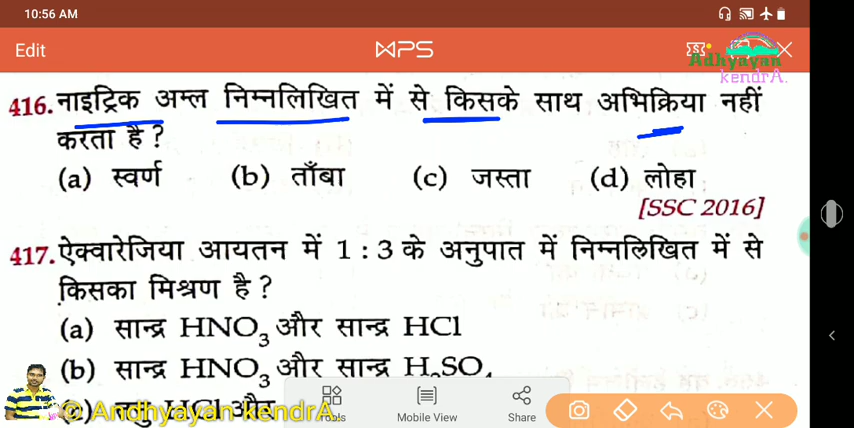 10:56 AM
Edit
WPS
Adhyayan
kendrA.
416. नाइट्रिक अम्ल निम्नलिखित में से किसके साथ अभिक्रिया नहीं
करता है ?
(a) स्वर्ण (b) ताँबा (c) जस्ता (d) लोहा
[SSC 2016]
417. ऐक्वारेजिया आयतन में 1 : 3 के अनुपात में निम्नलिखित में से
किसका मिश्रण है ?
(a) सान्द्र HNO3 और सान्द्र HCl
(b) सान्द्र HNO3 और सान्द्र H2SO4
HCl और
Tools Mobile View Share
@ Andhyayan kendrA.